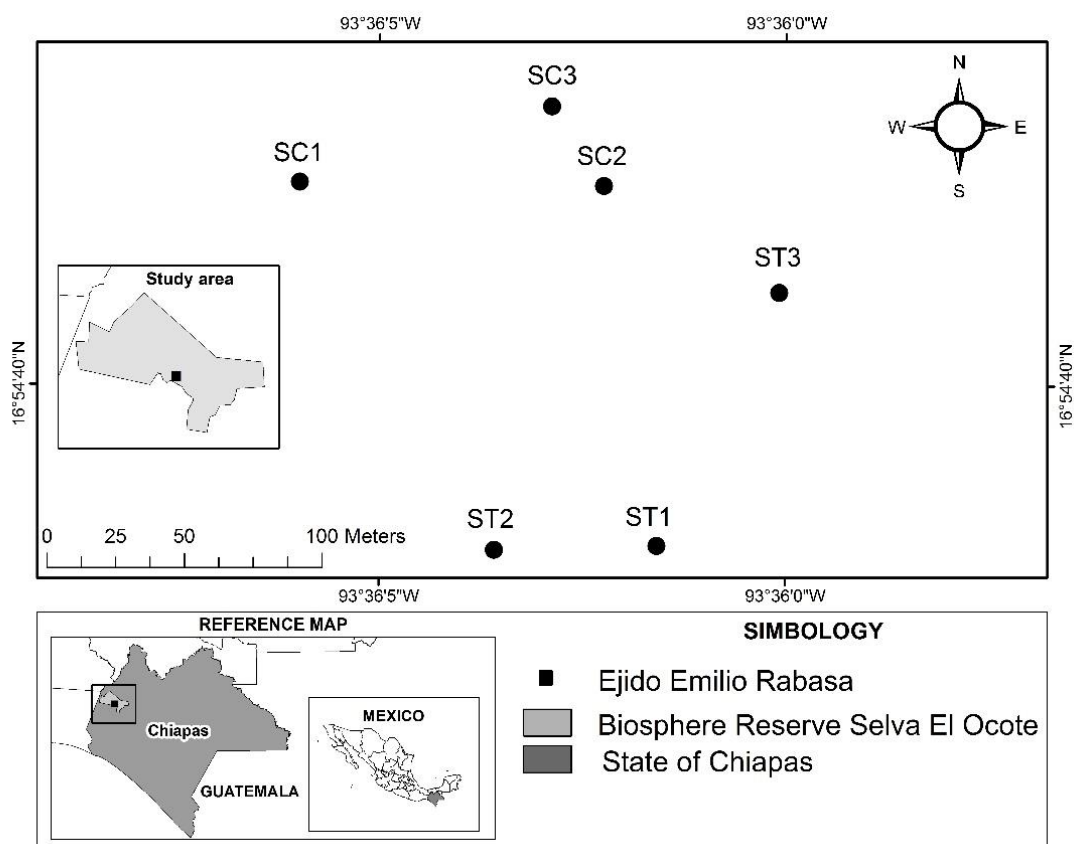 93°36'5"W 93°36'0"W
SC3
N
SC1
SC2
W E
S
ST3
Study area
16°54'40"N
16°54'40"N
ST2
ST1
0 25 50 100 Meters
93°36'5"W 93°36'0"W
REFERENCE MAP
SIMBOLOGY
Ejido Emilio Rabasa
Chiapas
MEXICO
Biosphere Reserve Selva El Ocote
State of Chiapas
GUATEMALA